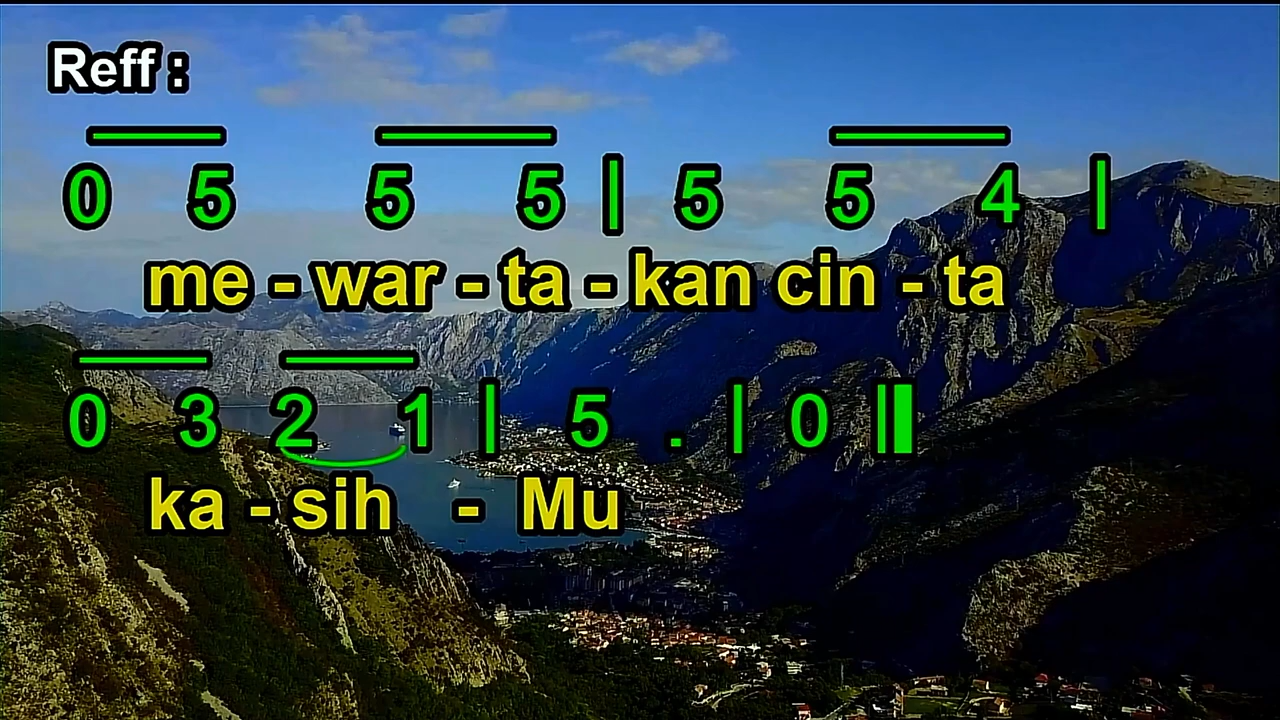 Reff :
0 5 5 5 | 5 5 4 |
me - war - ta - kan cin - ta
0 3 2 1 | 5 . | 0 ||
ka - sih - Mu